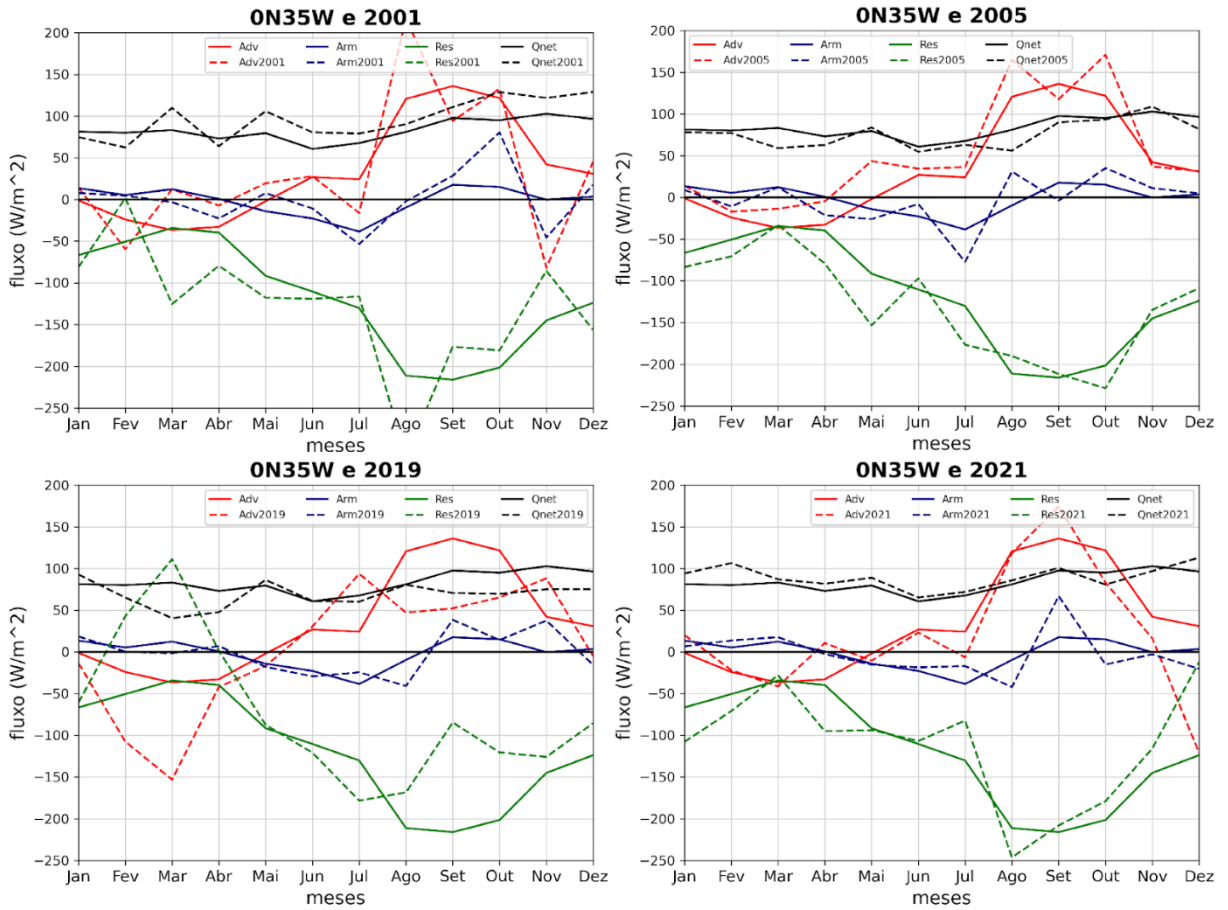 0N35W e 2001
Adv Arm Res Qnet
Adv2001 Arm2001 Res2001 Qnet2001
200
150
100
50
0
−50
−100
−150
−200
−250
fluxo (W/m^2)
Jan Fev Mar Abr Mai Jun Jul Ago Set Out Nov Dez
meses
0N35W e 2005
Adv Arm Res Qnet
Adv2005 Arm2005 Res2005 Qnet2005
200
150
100
50
0
−50
−100
−150
−200
−250
fluxo (W/m^2)
Jan Fev Mar Abr Mai Jun Jul Ago Set Out Nov Dez
meses
0N35W e 2019
Adv Arm Res Qnet
Adv2019 Arm2019 Res2019 Qnet2019
200
150
100
50
0
−50
−100
−150
−200
−250
fluxo (W/m^2)
Jan Fev Mar Abr Mai Jun Jul Ago Set Out Nov Dez
meses
0N35W e 2021
Adv Arm Res Qnet
Adv2021 Arm2021 Res2021 Qnet2021
200
150
100
50
0
−50
−100
−150
−200
−250
fluxo (W/m^2)
Jan Fev Mar Abr Mai Jun Jul Ago Set Out Nov Dez
meses